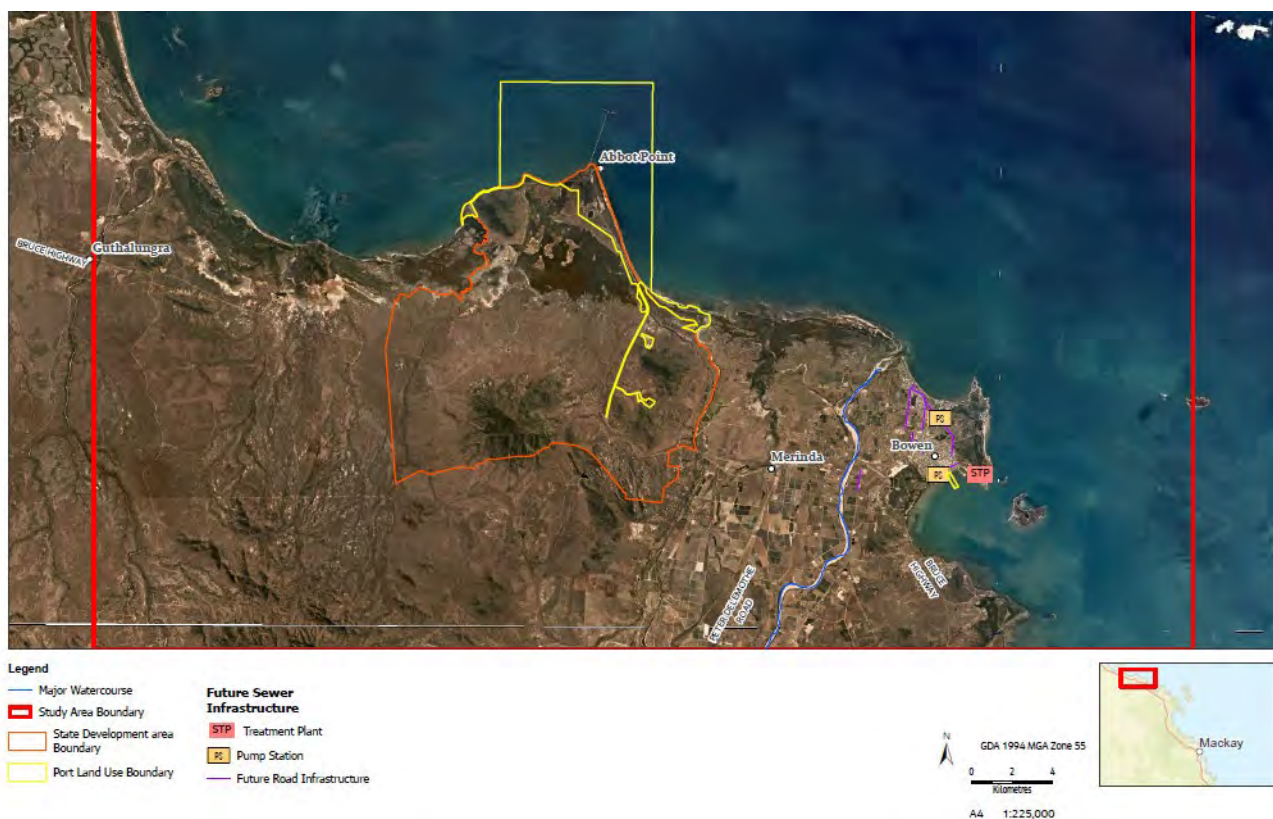 Abbot Point
BRUCE HIGHWAY
Guthalungra
PS
Bowen
Merinda
PS
STP
BRUCE
HIGHWAY
PETER DELEMOTHE
ROAD
Legend
Major Watercourse
Study Area Boundary
State Development area
Boundary
Port Land Use Boundary
Future Sewer
Infrastructure
STP Treatment Plant
PS Pump Station
Future Road Infrastructure
N
GDA 1994 MGA Zone 55
0 2 4
Kilometres
A4 1:225,000
Mackay